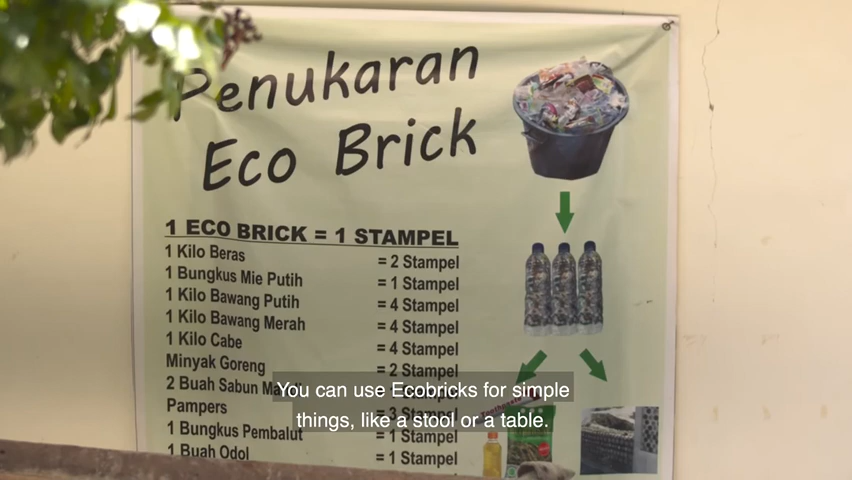 Penukaran
Eco Brick
1 ECO BRICK = 1 STAMPEL
1 Kilo Beras = 2 Stampel
1 Bungkus Mie Putih = 1 Stampel
1 Kilo Bawang Putih = 4 Stampel
1 Kilo Bawang Merah = 4 Stampel
1 Kilo Cabe = 4 Stampel
Minyak Goreng = 2 Stampel
2 Buah Sabun
Pampers = 3 Stampel
1 Bungkus Pembalut = 1 Stampel
1 Buah Odol = 1 Stampel
You can use Ecobricks for simple
things, like a stool or a table.